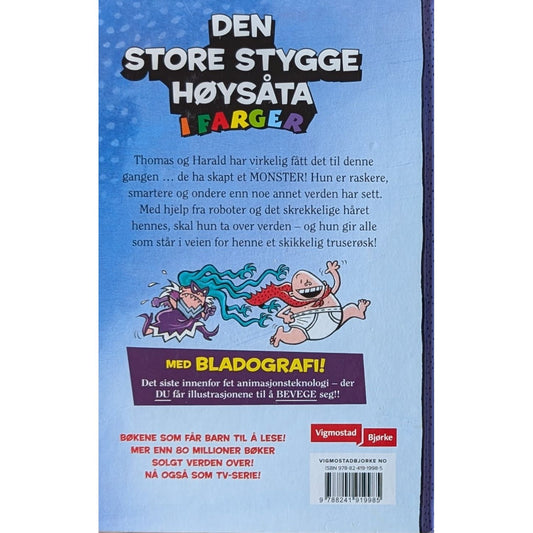 DEN
STORE STYGGE
HØYSÅTA
I FARGER
Thomas og Harald har virkelig fått det til denne
gangen ... de ha skapt et MONSTER! Hun er raskere,
smartere og ondere enn noe annet verden har sett.
Med hjelp fra roboter og det skrekkelige håret
hennes, skal hun ta over verden – og hun gir alle
som står i veien for henne et skikkelig truserøsk!
MED BLADOGRAFI!
Det siste innenfor fet animasjonsteknologi – der
DU får illustrasjonene til å BEVEGE seg!!
BØKENE SOM FÅR BARN TIL Å LESE!
MER ENN 80 MILLIONER BØKER
SOLGT VERDEN OVER!
NÅ OGSÅ SOM TV-SERIE!
Vigmostad
Bjørke
VIGMOSTADBJORKE.NO
ISBN 978-82-419-1998-5
9 788241 919985